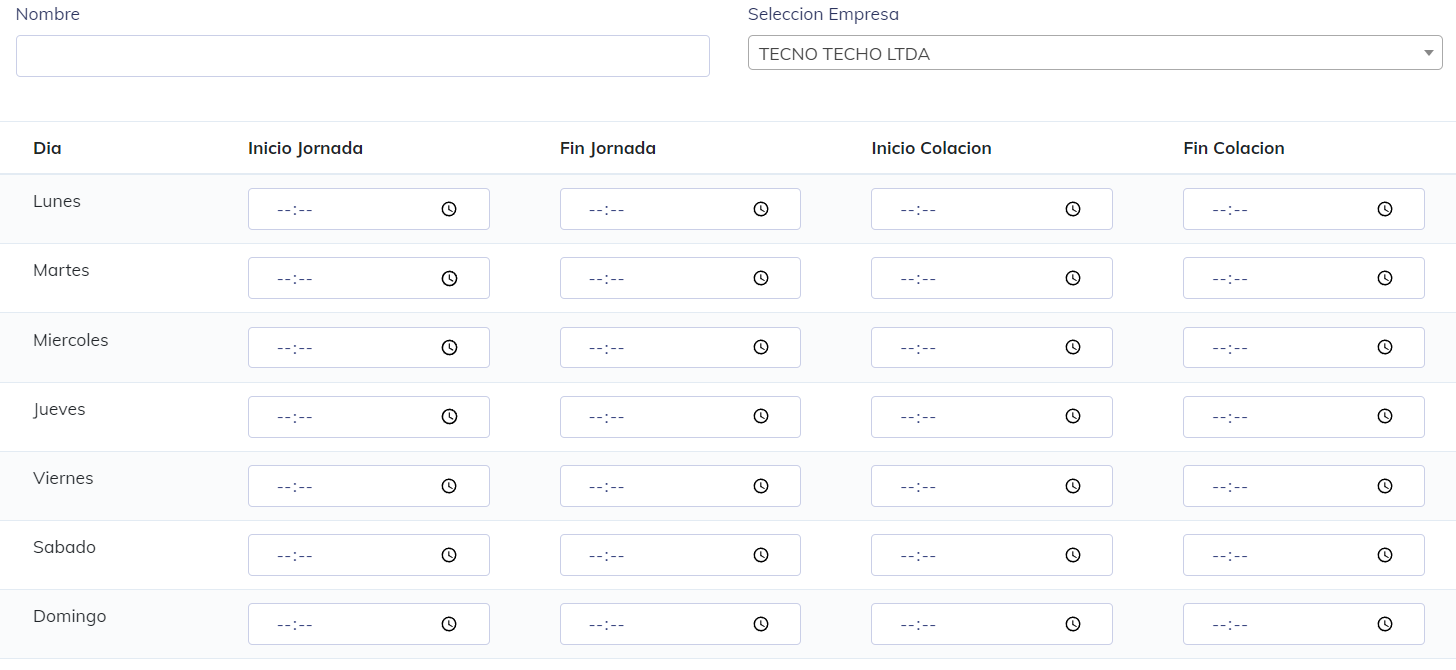 Nombre Seleccion Empresa
TECNO TECHO LTDA
Dia Inicio Jornada Fin Jornada Inicio Colacion Fin Colacion
Lunes --:-- --:-- --:-- --:--
Martes --:-- --:-- --:-- --:--
Miercoles --:-- --:-- --:-- --:--
Jueves --:-- --:-- --:-- --:--
Viernes --:-- --:-- --:-- --:--
Sabado --:-- --:-- --:-- --:--
Domingo --:-- --:-- --:-- --:--